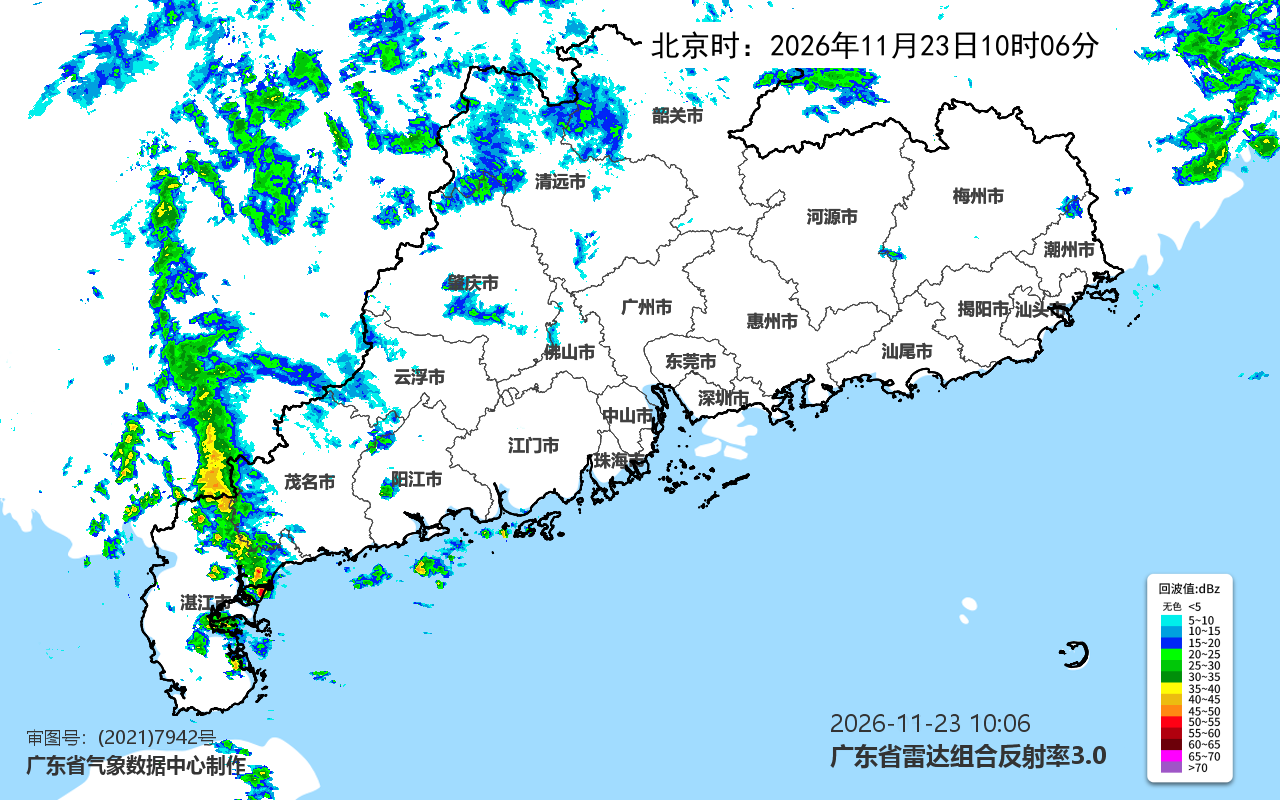 北京时：2026年11月23日10时06分
韶关市
清远市
梅州市
河源市
潮州市
肇庆市
广州市
揭阳市
汕头市
惠州市
佛山市
汕尾市
东莞市
云浮市
深圳市
中山市
江门市
珠海市
阳江市
茂名市
湛江市
回波值:dBz
无色 <5
5~10
10~15
15~20
20~25
25~30
30~35
35~40
40~45
45~50
50~55
55~60
60~65
65~70
>70
2026-11-23 10:06
广东省雷达组合反射率3.0
审图号：(2021)7942号
广东省气象数据中心制作